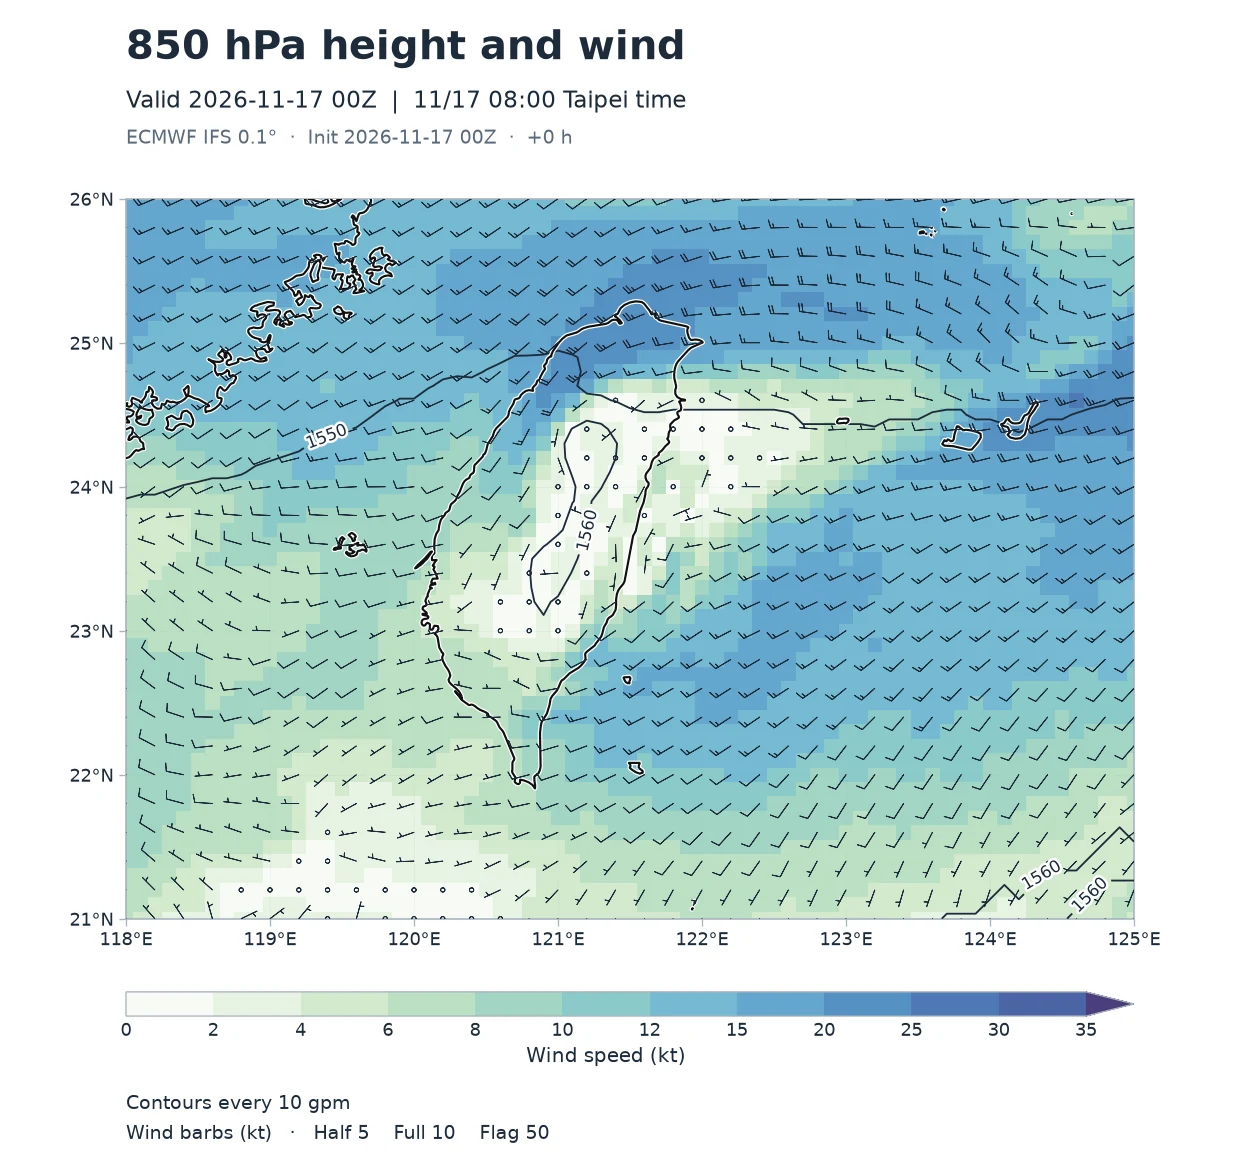 850 hPa height and wind
Valid 2026-11-17 00Z | 11/17 08:00 Taipei time
ECMWF IFS 0.1° · Init 2026-11-17 00Z · +0 h
26°N
25°N
1550
24°N
1560
23°N
22°N
1560
1560
21°N
118°E 119°E 120°E 121°E 122°E 123°E 124°E 125°E
0 2 4 6 8 10 12 15 20 25 30 35
Wind speed (kt)
Contours every 10 gpm
Wind barbs (kt) · Half 5 Full 10 Flag 50